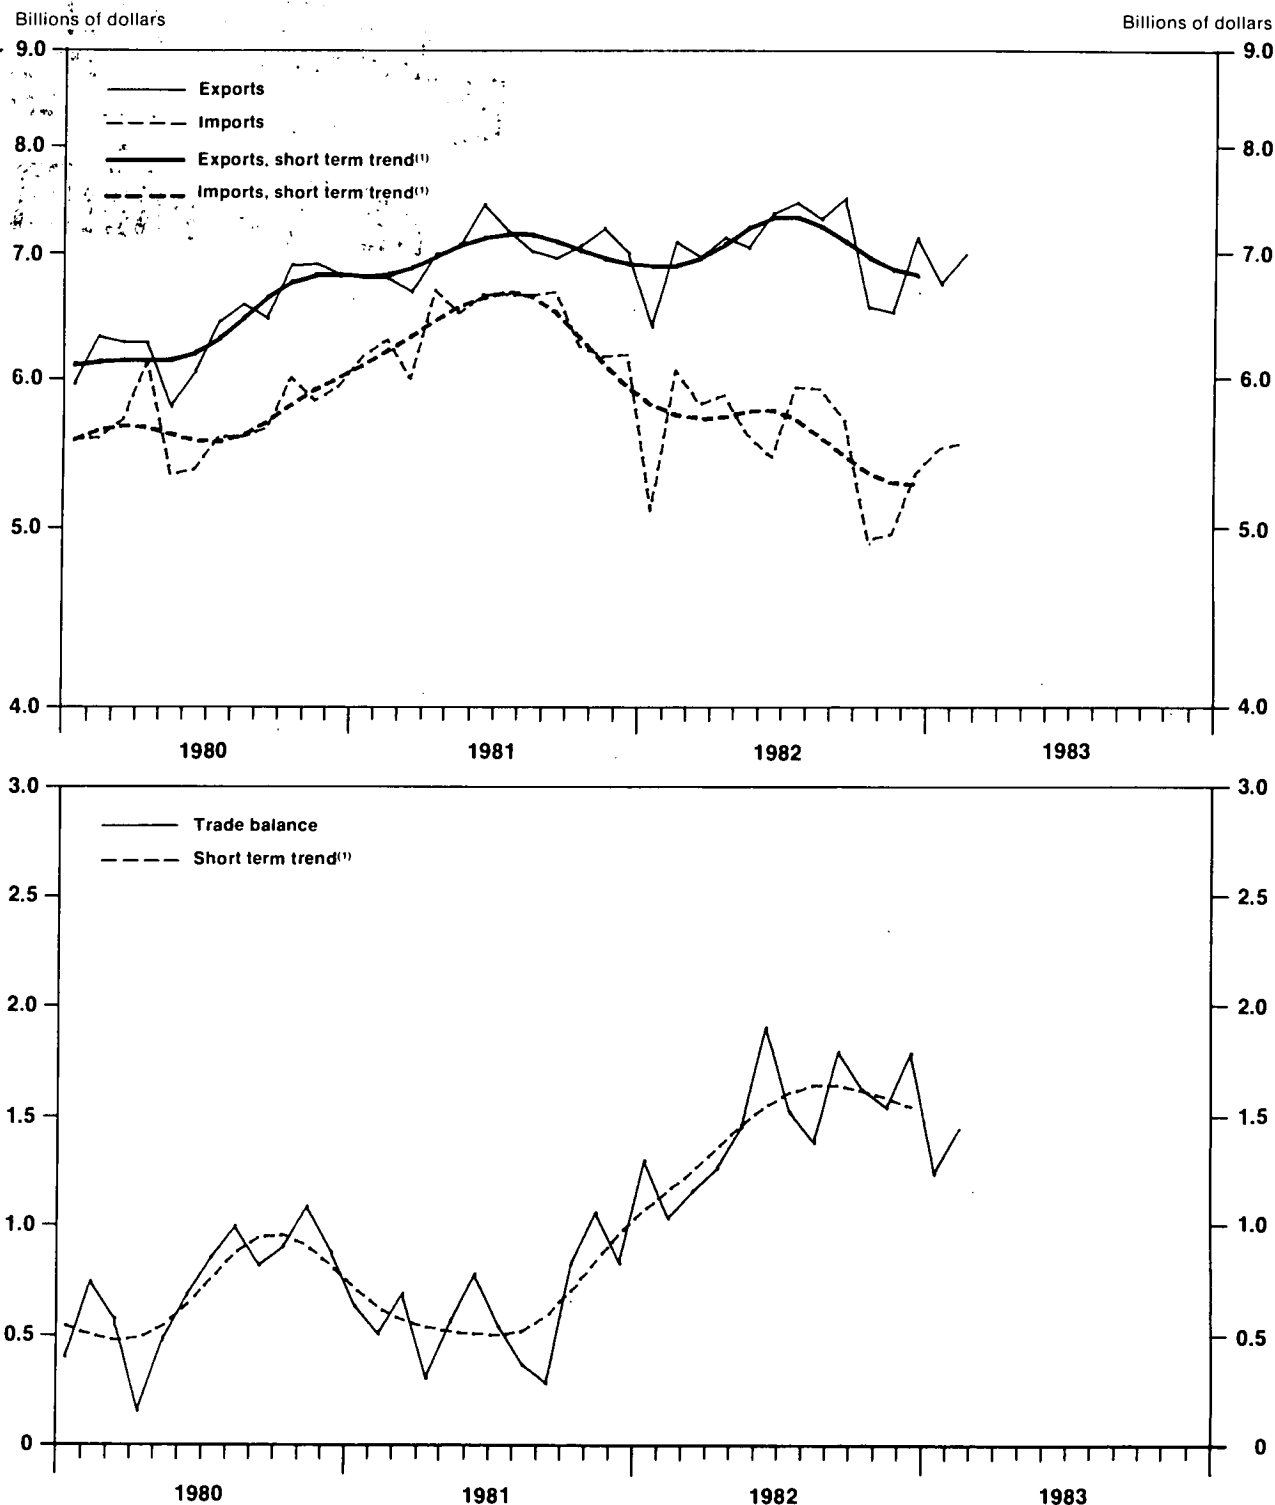 Billions of dollars Billions of dollars
9.0 9.0
Exports
Imports
8.0 8.0
Exports, short term trend(1)
Imports, short term trend(1)
7.0 7.0
6.0 6.0
5.0 5.0
4.0 4.0
1980 1981 1982 1983
3.0 3.0
Trade balance
Short term trend(1)
2.5 2.5
2.0 2.0
1.5 1.5
1.0 1.0
0.5 0.5
0 0
1980 1981 1982 1983